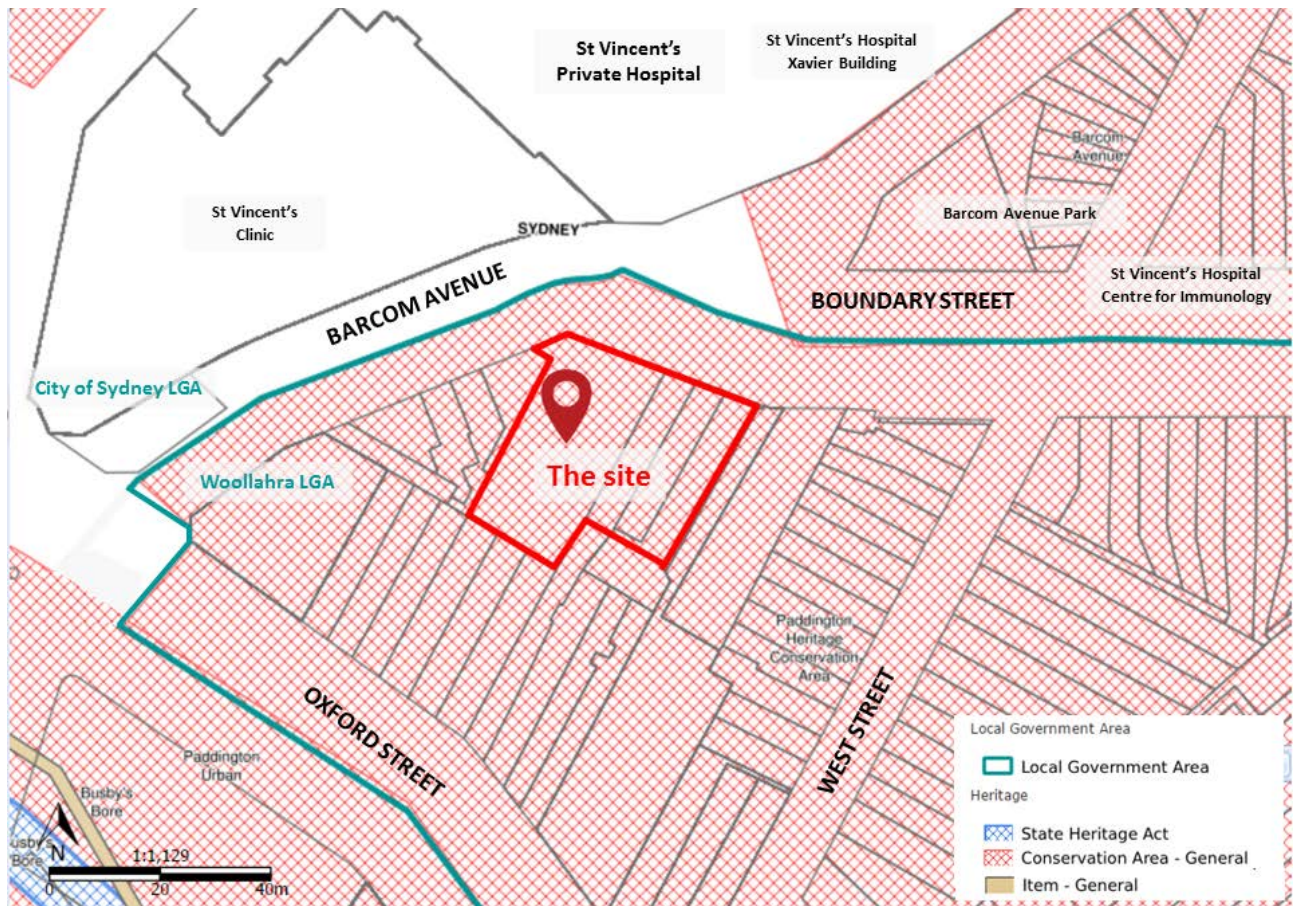 St Vincent's
Private Hospital
St Vincent's Hospital
Xavier Building
Barcom
Avenue
St Vincent's
Clinic
Barcom Avenue Park
SYDNEY
St Vincent's Hospital
Centre for Immunology
BARCOM AVENUE
BOUNDARY STREET
City of Sydney LGA
Woollahra LGA
The site
Paddington
Heritage
Conservation
Area
OXFORD STREET
WEST STREET
Paddington
Urban
Busby's
Bore
Busby's
Bore
N
1:1,129
0
20
40m
Local Government Area
Local Government Area
Heritage
State Heritage Act
Conservation Area - General
Item - General